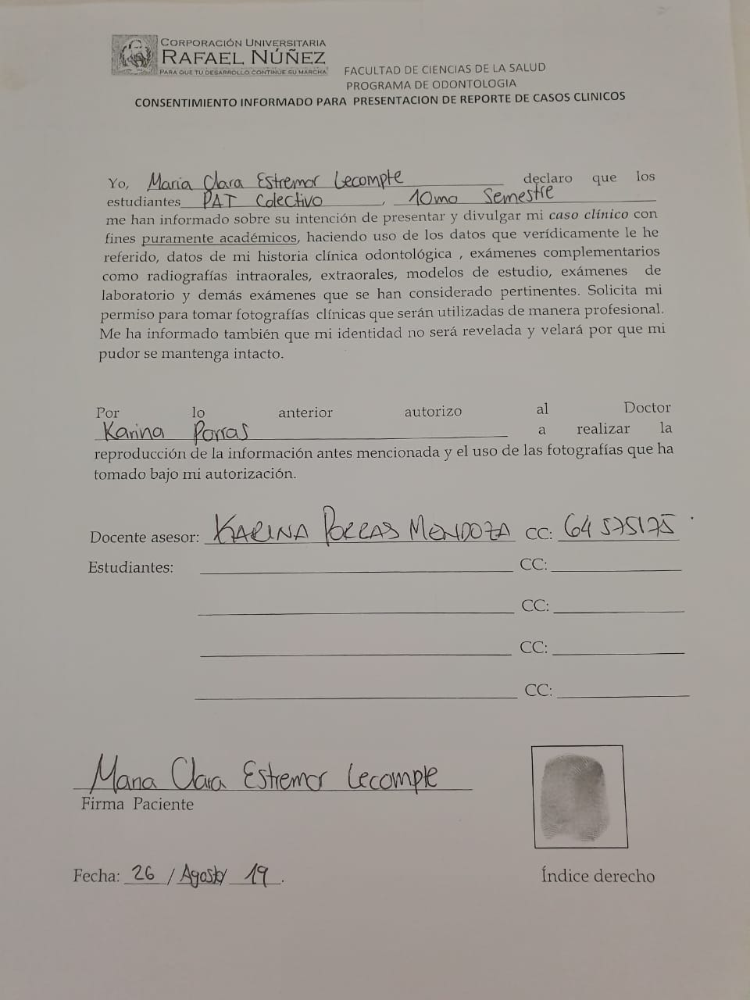 CORPORACIÓN UNIVERSITARIA
RAFAEL NÚÑEZ
PARA QUE TU DESARROLLO CONTINÚE SU MARCHA
FACULTAD DE CIENCIAS DE LA SALUD
PROGRAMA DE ODONTOLOGIA
CONSENTIMIENTO INFORMADO PARA PRESENTACION DE REPORTE DE CASOS CLINICOS
Yo, Maria Clara Estremor Lecompte declaro que los
estudiantes PAT Colectivo, 10mo Semestre
me han informado sobre su intención de presentar y divulgar mi caso clínico con
fines puramente académicos, haciendo uso de los datos que verídicamente le he
referido, datos de mi historia clínica odontológica , exámenes complementarios
como radiografías intraorales, extraorales, modelos de estudio, exámenes de
laboratorio y demás exámenes que se han considerado pertinentes. Solicita mi
permiso para tomar fotografías clínicas que serán utilizadas de manera profesional.
Me ha informado también que mi identidad no será revelada y velará por que mi
pudor se mantenga intacto.
Por lo anterior autorizo al Doctor
Karina Porras a realizar la
reproducción de la información antes mencionada y el uso de las fotografías que ha
tomado bajo mi autorización.
Docente asesor: KARINA PORRAS MENDOZA CC: 64 575175
Estudiantes: CC:
CC:
CC:
CC:
Maria Clara Estremor Lecompte
Firma Paciente
Fecha: 26 / Agosto/ 19.
Índice derecho